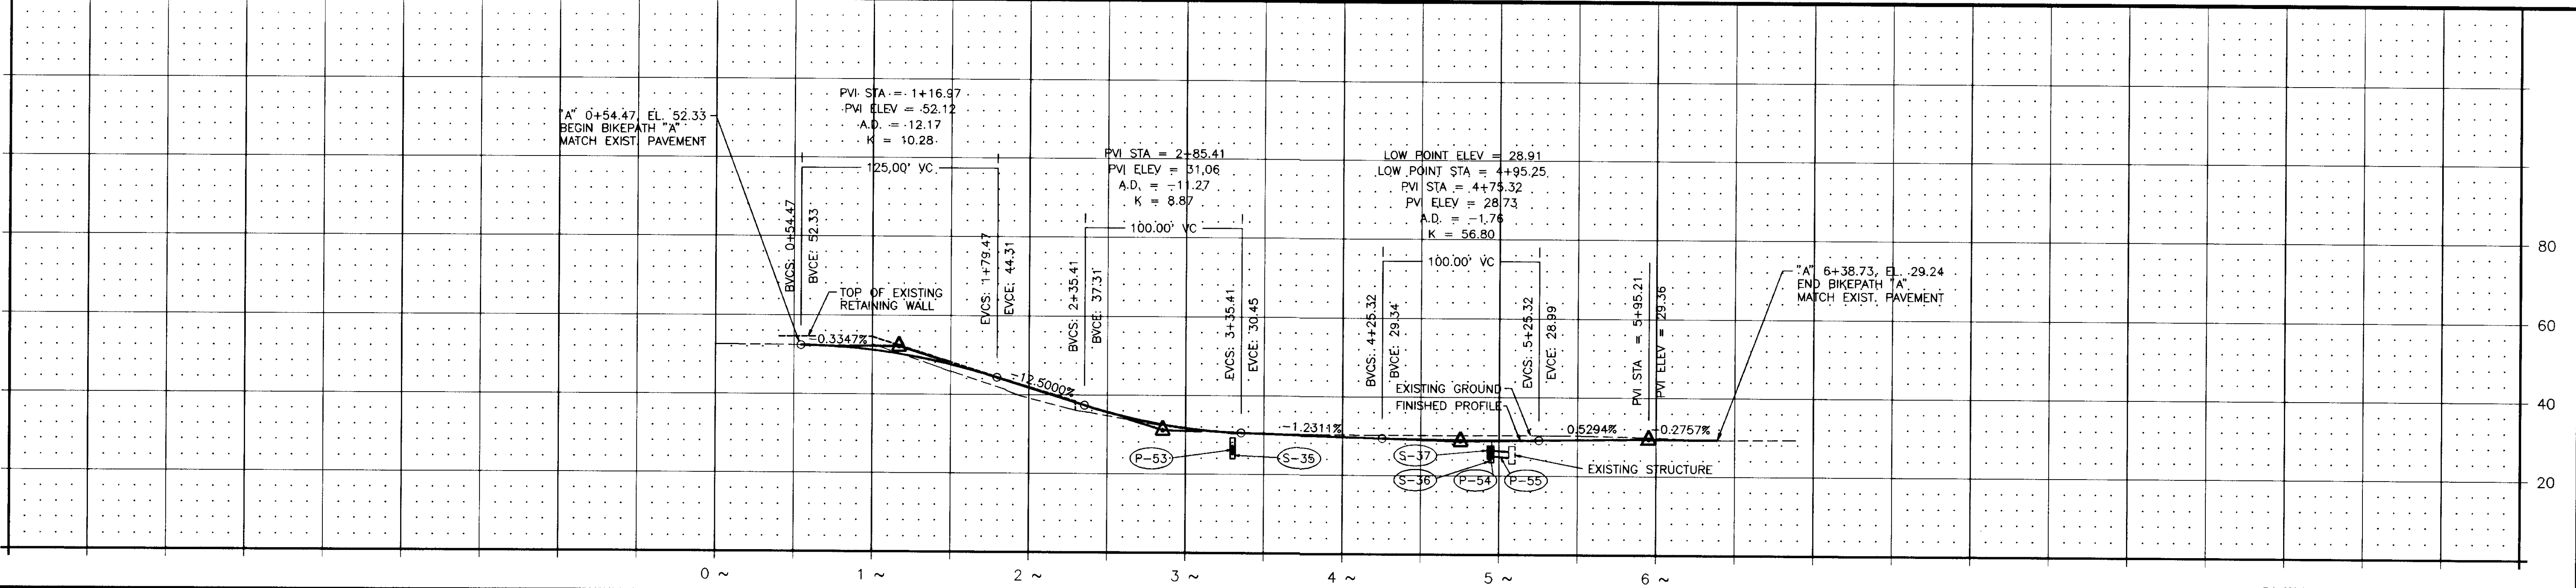 "A" 0+54.47, EL. 52.33
BEGIN BIKEPATH "A"
MATCH EXIST. PAVEMENT
PVI STA = 1+16.97
PVI ELEV = 52.12
A.D. = -12.17
K = 10.28
125.00' VC
BVCS: 0+54.47
BVCE: 52.33
EVCS: 1+79.47
EVCE: 44.31
TOP OF EXISTING
RETAINING WALL
-0.3347%
-12.5000%
PVI STA = 2+85.41
PVI ELEV = 31.06
A.D. = -11.27
K = 8.87
100.00' VC
BVCS: 2+35.41
BVCE: 37.31
EVCS: 3+35.41
EVCE: 30.45
P-53
S-35
-1.2311%
LOW POINT ELEV = 28.91
LOW POINT STA = 4+95.25
PVI STA = 4+75.32
PVI ELEV = 28.73
A.D. = -1.76
K = 56.80
100.00' VC
BVCS: 4+25.32
BVCE: 29.34
EVCS: 5+25.32
EVCE: 28.99
EXISTING GROUND
FINISHED PROFILE
0.5294%
-0.2757%
PVI STA = 5+95.21
PVI ELEV = 29.36
"A" 6+38.73, EL. 29.24
END BIKEPATH "A"
MATCH EXIST. PAVEMENT
S-37
S-36
P-54
P-55
EXISTING STRUCTURE
80
60
40
20
0 ~
1 ~
2 ~
3 ~
4 ~
5 ~
6 ~